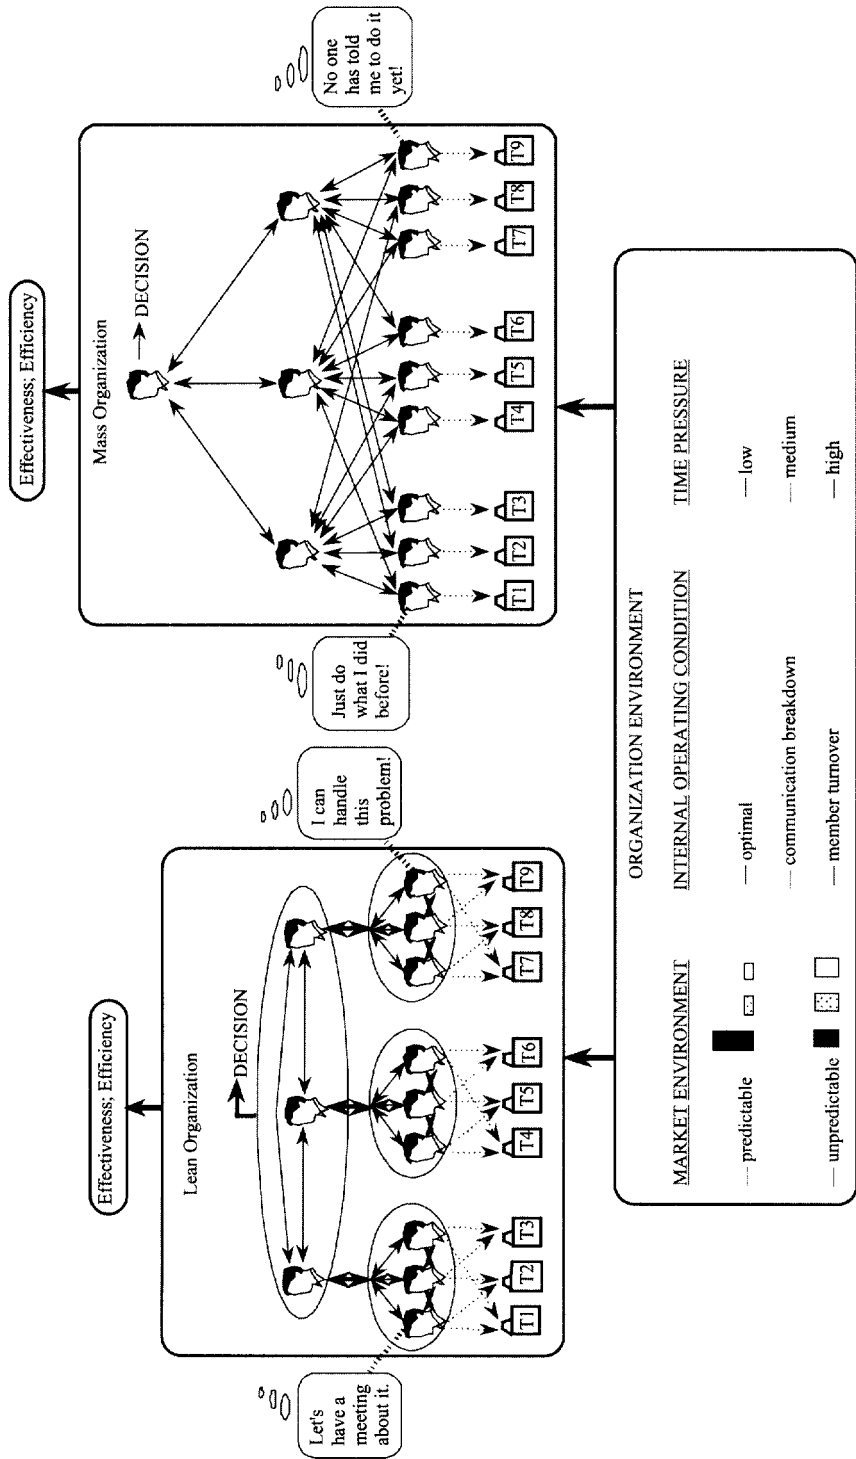 Effectiveness; Efficiency
Lean Organization
DECISION
Let's
have a
meeting
about it.
I can
handle
this
problem!
T1 T2 T3 T4 T5 T6 T7 T8 T9
Effectiveness; Efficiency
Mass Organization
DECISION
Just do
what I did
before!
No one
has told
me to do it
yet!
T1 T2 T3 T4 T5 T6 T7 T8 T9
ORGANIZATION ENVIRONMENT
MARKET ENVIRONMENT INTERNAL OPERATING CONDITION TIME PRESSURE
— predictable — optimal — low
— communication breakdown — medium
— unpredictable — member turnover — high